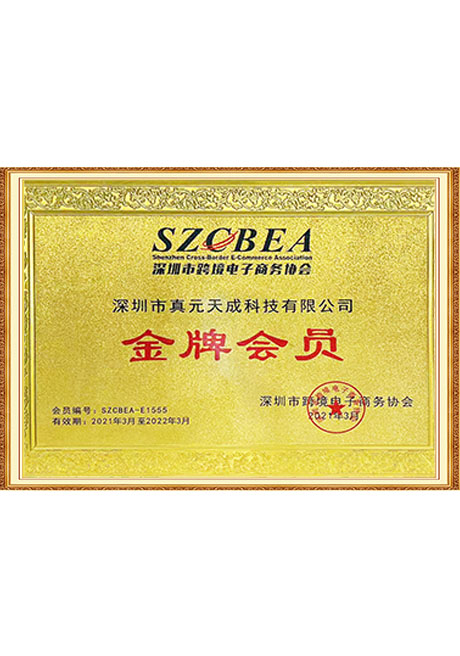 SZCBEA
Shenzhen Cross-Border E-Commerce Association
深圳市跨境电子商务协会
深圳市真元天成科技有限公司
金牌会员
会员编号：SZCBEA-E1555
有效期：2021年3月至2022年3月
深圳市跨境电子商务协会
2021年3月